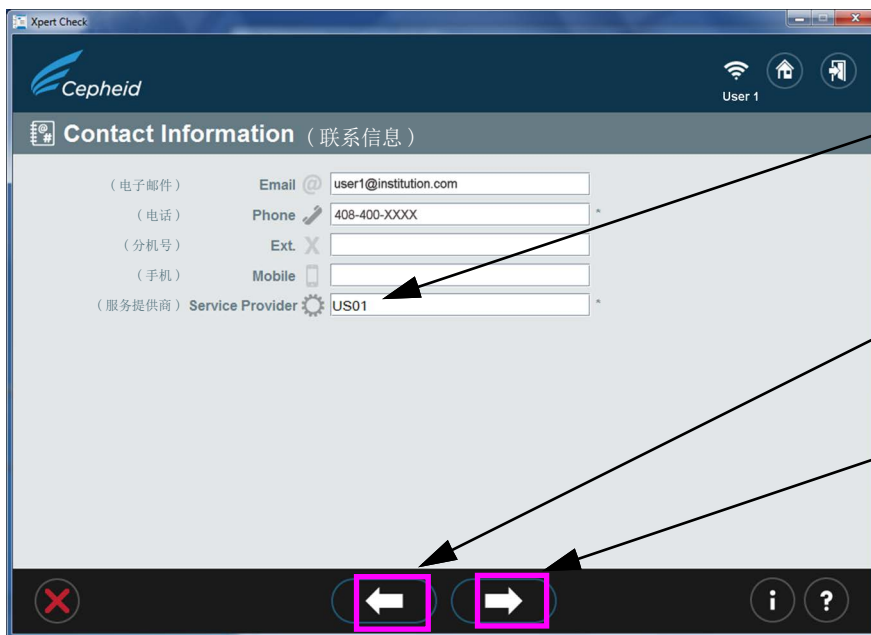 Xpert Check
Cepheid
User 1
Contact Information (联系信息)
(电子邮件) Email @ user1@institution.com
(电话) Phone 408-400-XXXX *
(分机号) Ext. X
(手机) Mobile
(服务提供商) Service Provider US01 *
i ?